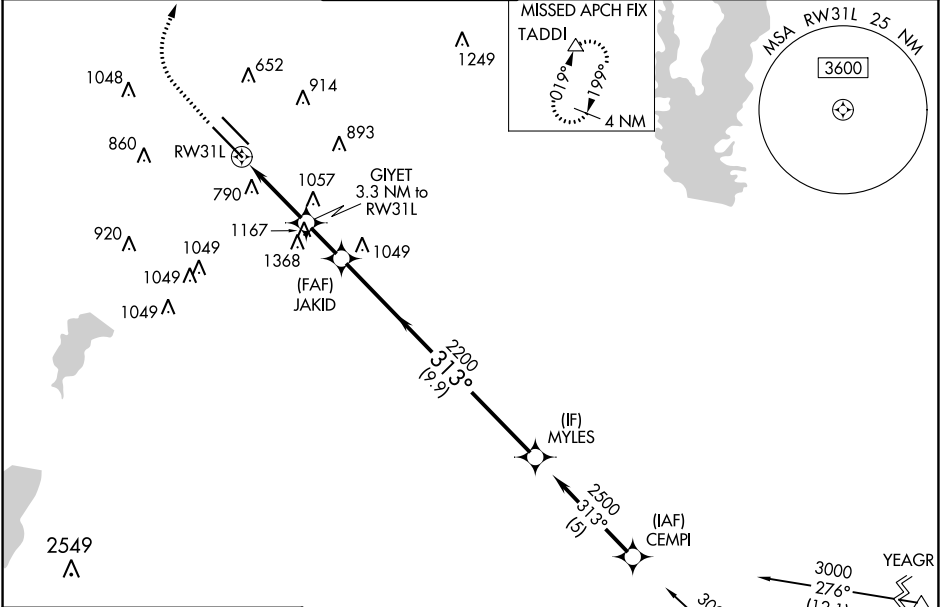 MISSED APCH FIX
TADDI
019°
199°
4 NM
MSA RW31L 25 NM
3600
1249
652
1048
914
893
860
RW31L
GIYET
3.3 NM to
RW31L
790
1057
1167
1368
1049
920
1049
1049
1049
(FAF)
JAKID
2200
313°
(9.9)
(IF)
MYLES
2500
313°
(5)
(IAF)
CEMPI
2549
YEAGR
3000
276°
(12.1)